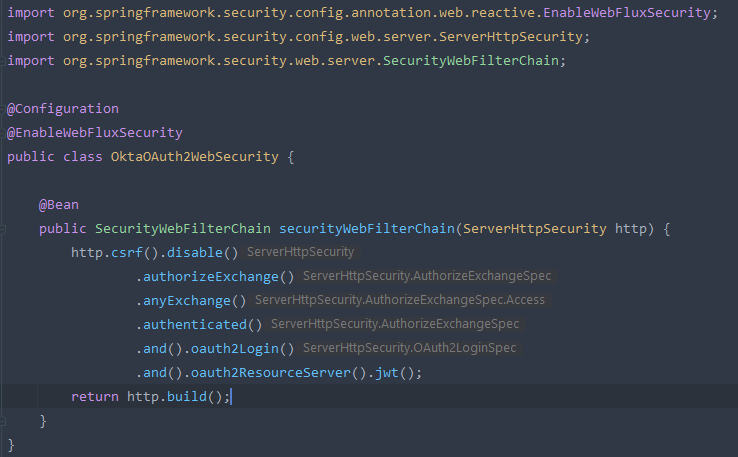 import org.springframework.security.config.annotation.web.reactive.EnableWebFluxSecurity;
import org.springframework.security.config.web.server.ServerHttpSecurity;
import org.springframework.security.web.server.SecurityWebFilterChain;
@Configuration
@EnableWebFluxSecurity
public class OktaOAuth2WebSecurity {
@Bean
public SecurityWebFilterChain securityWebFilterChain(ServerHttpSecurity http) {
http.csrf().disable() ServerHttpSecurity
.authorizeExchange() ServerHttpSecurity.AuthorizeExchangeSpec
.anyExchange() ServerHttpSecurity.AuthorizeExchangeSpec.Access
.authenticated() ServerHttpSecurity.AuthorizeExchangeSpec
.and().oauth2Login() ServerHttpSecurity.OAuth2LoginSpec
.and().oauth2ResourceServer().jwt();
return http.build();
}
}